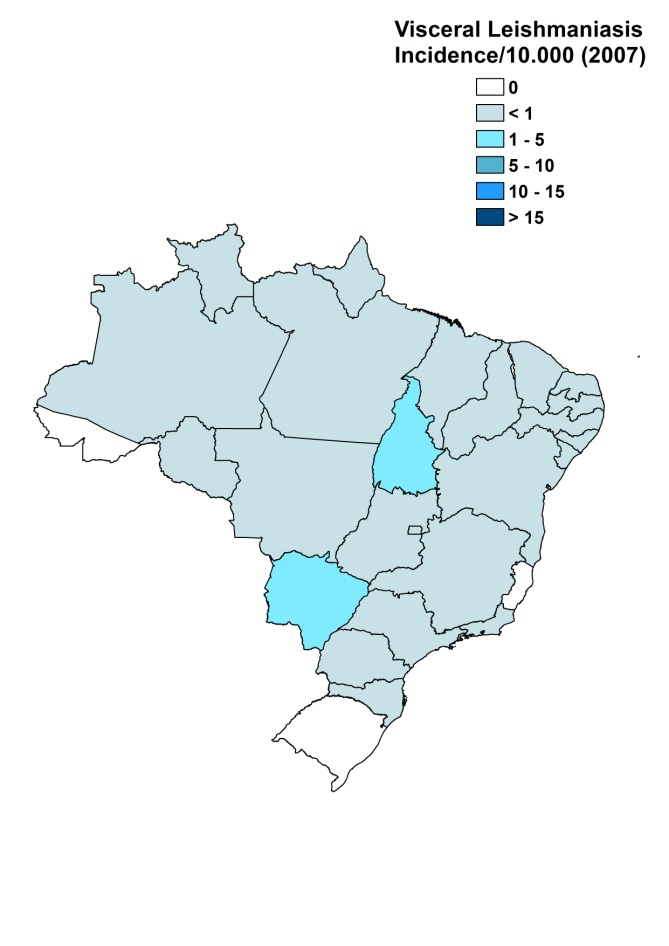 Visceral Leishmaniasis
Incidence/10.000 (2007)
0
< 1
1 - 5
5 - 10
10 - 15
> 15